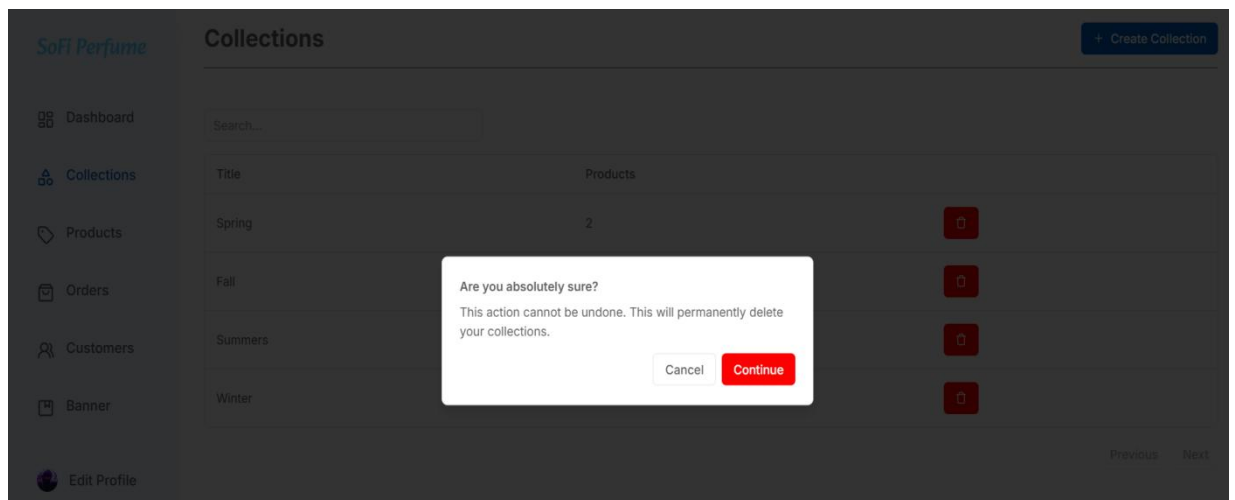 SoFi Perfume
Collections
+ Create Collection
Dashboard
Search...
Collections
Title Products
Spring 2
Products
Fall
Orders
Are you absolutely sure?
This action cannot be undone. This will permanently delete
your collections.
Summers
Customers
Cancel Continue
Winter
Banner
Previous Next
Edit Profile